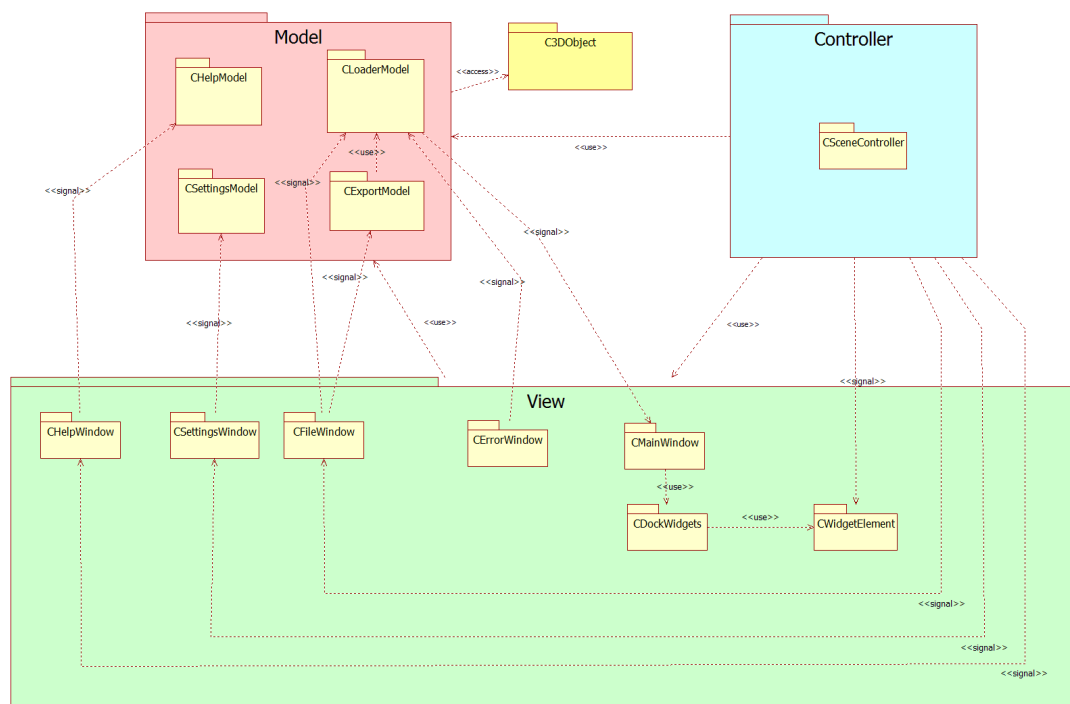 Model
C3DObject
Controller
CHelpModel
CLoaderModel
<<access>>
CSceneController
<<use>>
<<use>>
<<signal>>
<<signal>>
CSettingsModel
CExportModel
<<signal>>
<<signal>>
<<signal>>
<<signal>>
<<use>>
<<use>>
<<signal>>
View
CHelpWindow
CSettingsWindow
CFileWindow
CErrorWindow
CMainWindow
<<use>>
CDockWidgets
<<use>>
CWidgetElement
<<signal>>
<<signal>>
<<signal>>